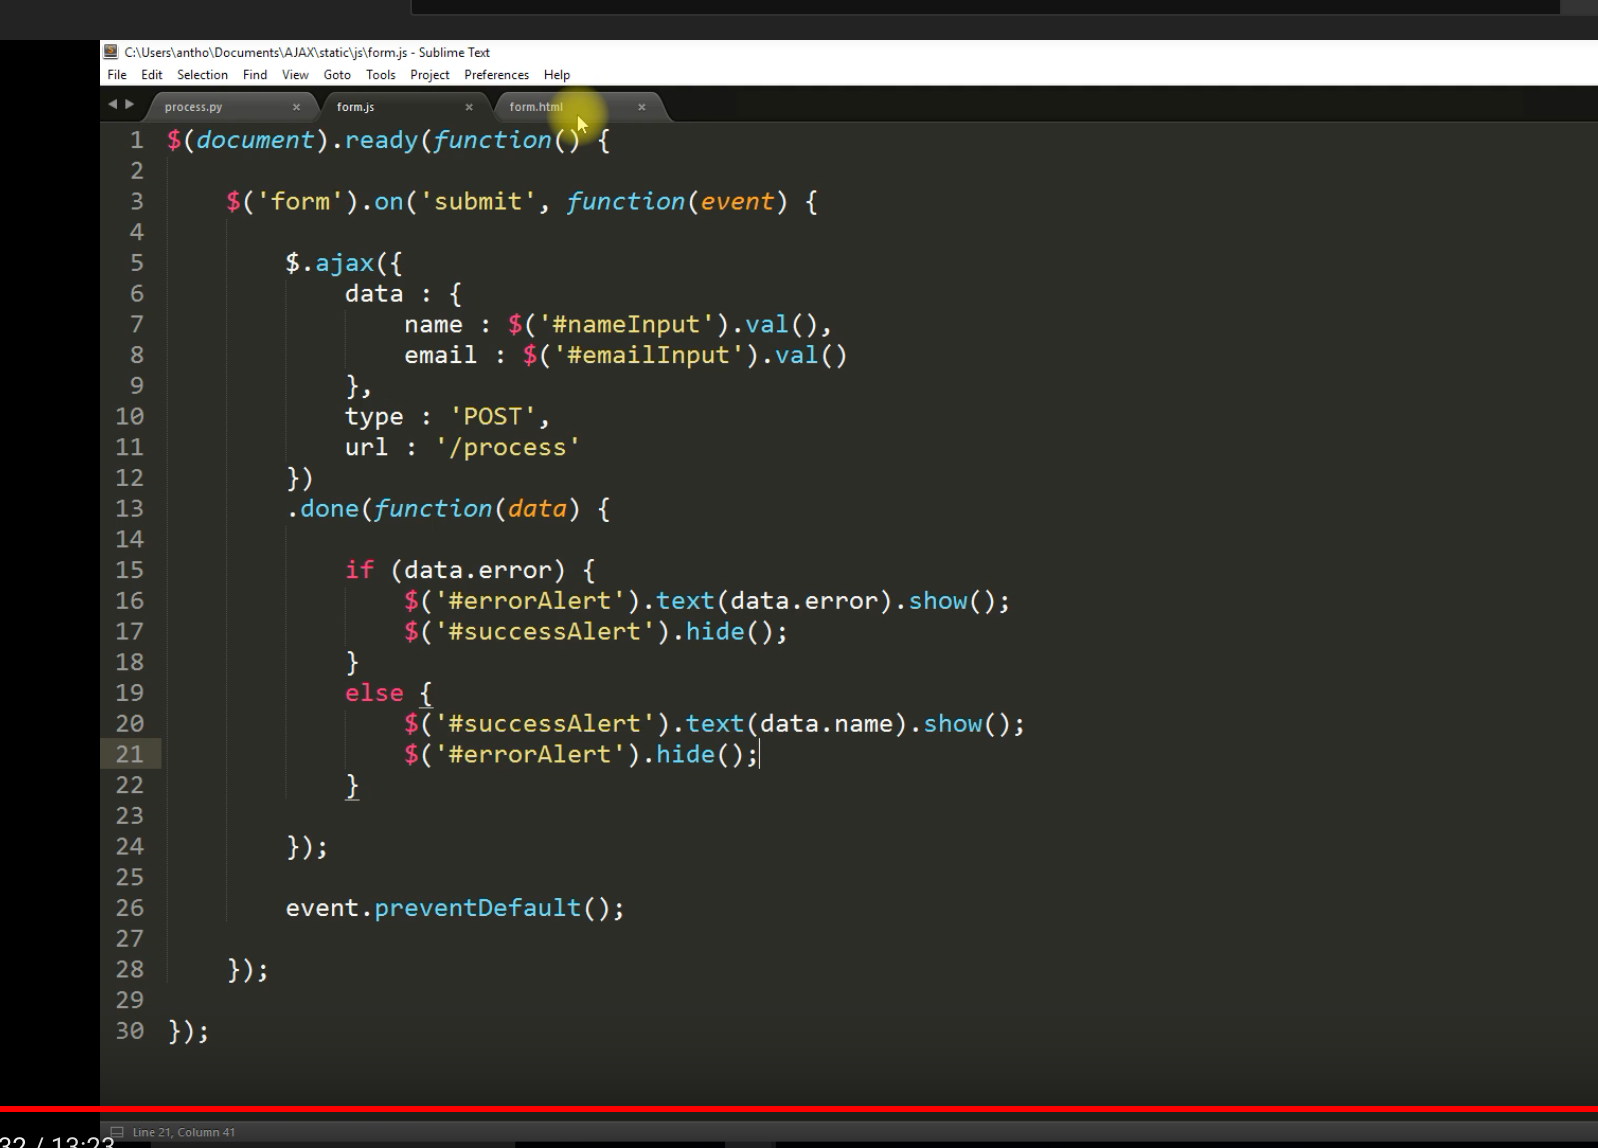 C:\Users\antho\Documents\AJAX\static\js\form.js - Sublime Text
File Edit Selection Find View Goto Tools Project Preferences Help
process.py × form.js × form.html ×
1 $(document).ready(function() {
2
3     $('form').on('submit', function(event) {
4
5         $.ajax({
6             data : {
7                 name : $('#nameInput').val(),
8                 email : $('#emailInput').val()
9             },
10             type : 'POST',
11             url : '/process'
12         })
13         .done(function(data) {
14
15             if (data.error) {
16                 $('#errorAlert').text(data.error).show();
17                 $('#successAlert').hide();
18             }
19             else {
20                 $('#successAlert').text(data.name).show();
21                 $('#errorAlert').hide();
22             }
23
24         });
25
26         event.preventDefault();
27
28     });
29
30 });
Line 21, Column 41
32 / 13:23